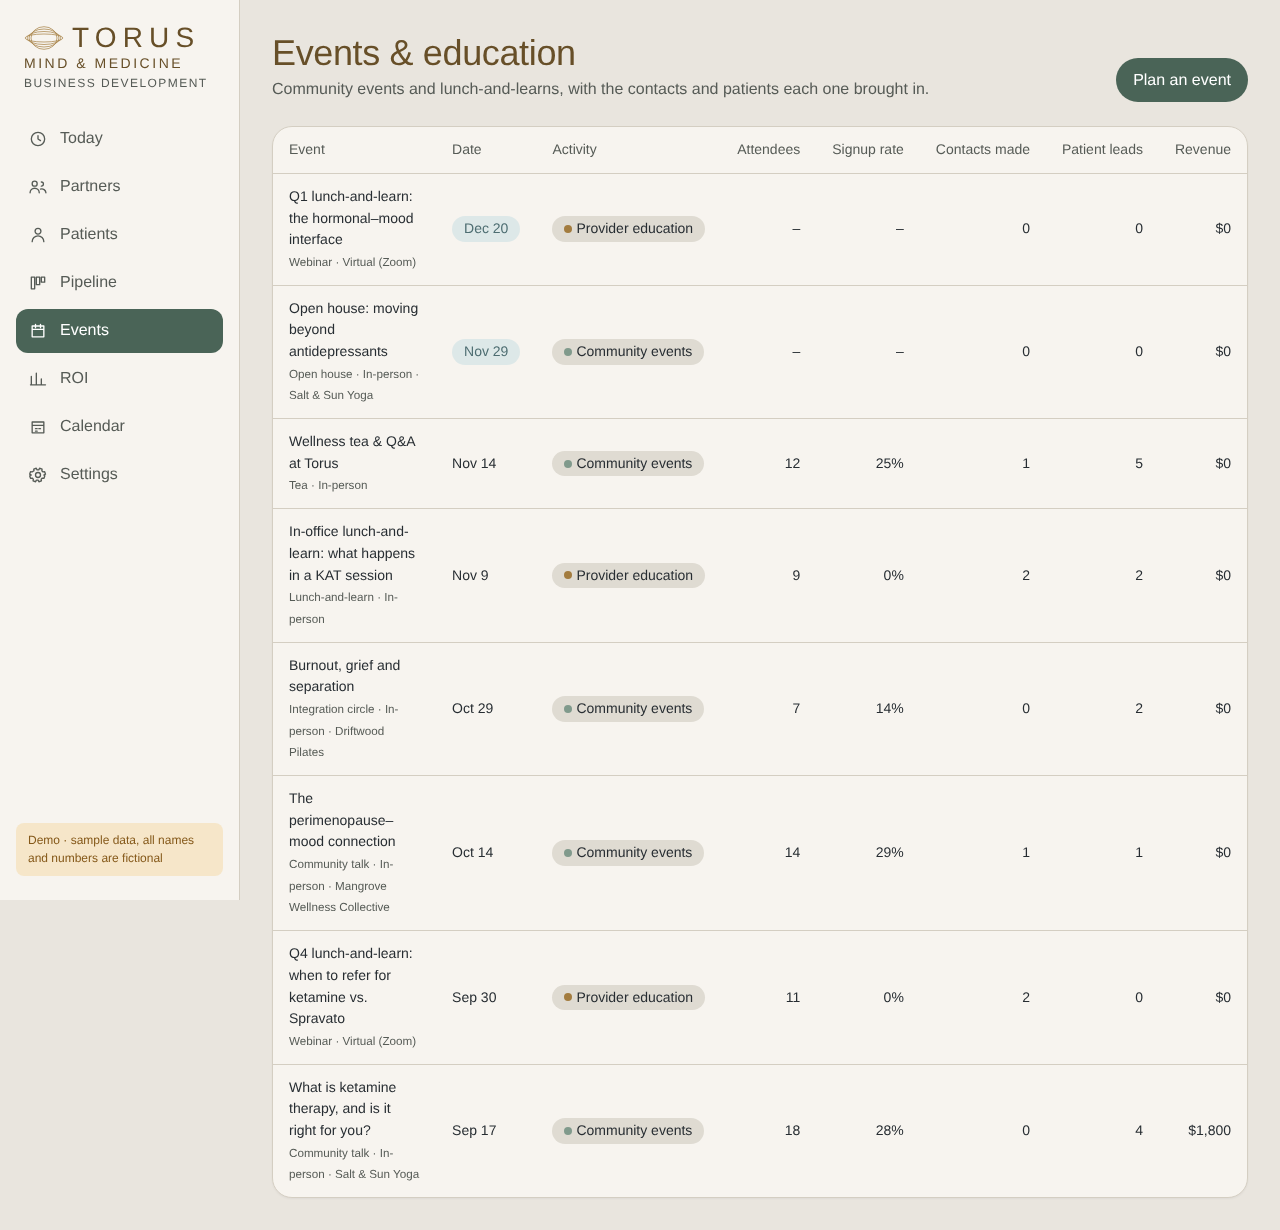 TORUS
MIND & MEDICINE
BUSINESS DEVELOPMENT
Today
Partners
Patients
Pipeline
Events
ROI
Calendar
Settings
Demo · sample data, all names
and numbers are fictional
Events & education
Community events and lunch-and-learns, with the contacts and patients each one brought in.
Plan an event
Event Date Activity Attendees Signup rate Contacts made Patient leads Revenue
Q1 lunch-and-learn:
the hormonal–mood
interface
Webinar · Virtual (Zoom)
Dec 20 Provider education – – 0 0 $0
Open house: moving
beyond
antidepressants
Open house · In-person ·
Salt & Sun Yoga
Nov 29 Community events – – 0 0 $0
Wellness tea & Q&A
at Torus
Tea · In-person
Nov 14 Community events 12 25% 1 5 $0
In-office lunch-and-
learn: what happens
in a KAT session
Lunch-and-learn · In-
person
Nov 9 Provider education 9 0% 2 2 $0
Burnout, grief and
separation
Integration circle · In-
person · Driftwood
Pilates
Oct 29 Community events 7 14% 0 2 $0
The
perimenopause–
mood connection
Community talk · In-
person · Mangrove
Wellness Collective
Oct 14 Community events 14 29% 1 1 $0
Q4 lunch-and-learn:
when to refer for
ketamine vs.
Spravato
Webinar · Virtual (Zoom)
Sep 30 Provider education 11 0% 2 0 $0
What is ketamine
therapy, and is it
right for you?
Community talk · In-
person · Salt & Sun Yoga
Sep 17 Community events 18 28% 0 4 $1,800